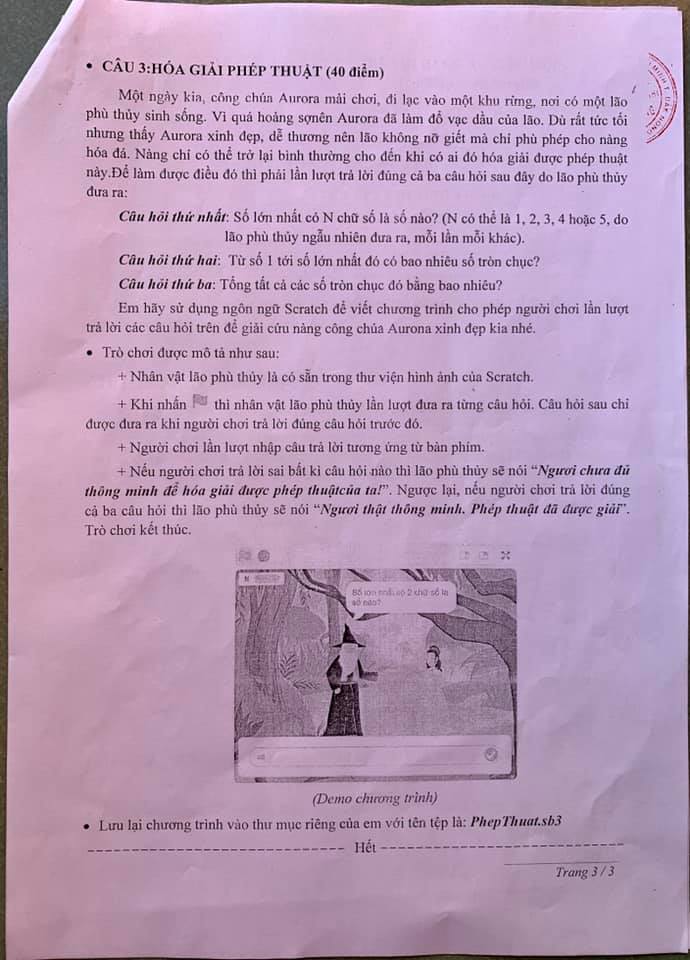 • CÂU 3:HÓA GIẢI PHÉP THUẬT (40 điểm)
Một ngày kia, công chúa Aurora mải chơi, đi lạc vào một khu rừng, nơi có một lão
phù thủy sinh sống. Vì quá hoảng sợnên Aurora đã làm đổ vạc dầu của lão. Dù rất tức tối
nhưng thấy Aurora xinh đẹp, dễ thương nên lão không nỡ giết mà chỉ phù phép cho nàng
hóa đá. Nàng chỉ có thể trở lại bình thường cho đến khi có ai đó hóa giải được phép thuật
này.Để làm được điều đó thì phải lần lượt trả lời đúng cả ba câu hỏi sau đây do lão phù thủy
đưa ra:
Câu hỏi thứ nhất: Số lớn nhất có N chữ số là số nào? (N có thể là 1, 2, 3, 4 hoặc 5, do
lão phù thủy ngẫu nhiên đưa ra, mỗi lần mỗi khác).
Câu hỏi thứ hai: Từ số 1 tới số lớn nhất đó có bao nhiêu số tròn chục?
Câu hỏi thứ ba: Tổng tất cả các số tròn chục đó bằng bao nhiêu?
Em hãy sử dụng ngôn ngữ Scratch để viết chương trình cho phép người chơi lần lượt
trả lời các câu hỏi trên để giải cứu nàng công chúa Aurona xinh đẹp kia nhé.
• Trò chơi được mô tả như sau:
+ Nhân vật lão phù thủy là có sẵn trong thư viện hình ảnh của Scratch.
+ Khi nhấn thì nhân vật lão phù thủy lần lượt đưa ra từng câu hỏi. Câu hỏi sau chỉ
được đưa ra khi người chơi trả lời đúng câu hỏi trước đó.
+ Người chơi lần lượt nhập câu trả lời tương ứng từ bàn phím.
+ Nếu người chơi trả lời sai bất kì câu hỏi nào thì lão phù thủy sẽ nói “Ngươi chưa đủ
thông minh để hóa giải được phép thuậtcủa ta!”. Ngược lại, nếu người chơi trả lời đúng
cả ba câu hỏi thì lão phù thủy sẽ nói “Ngươi thật thông minh. Phép thuật đã được giải”.
Trò chơi kết thúc.
N
Số lớn nhất có 2 chữ số là
số nào?
(Demo chương trình)
• Lưu lại chương trình vào thư mục riêng của em với tên tệp là: PhepThuat.sb3
Hết
Trang 3 / 3